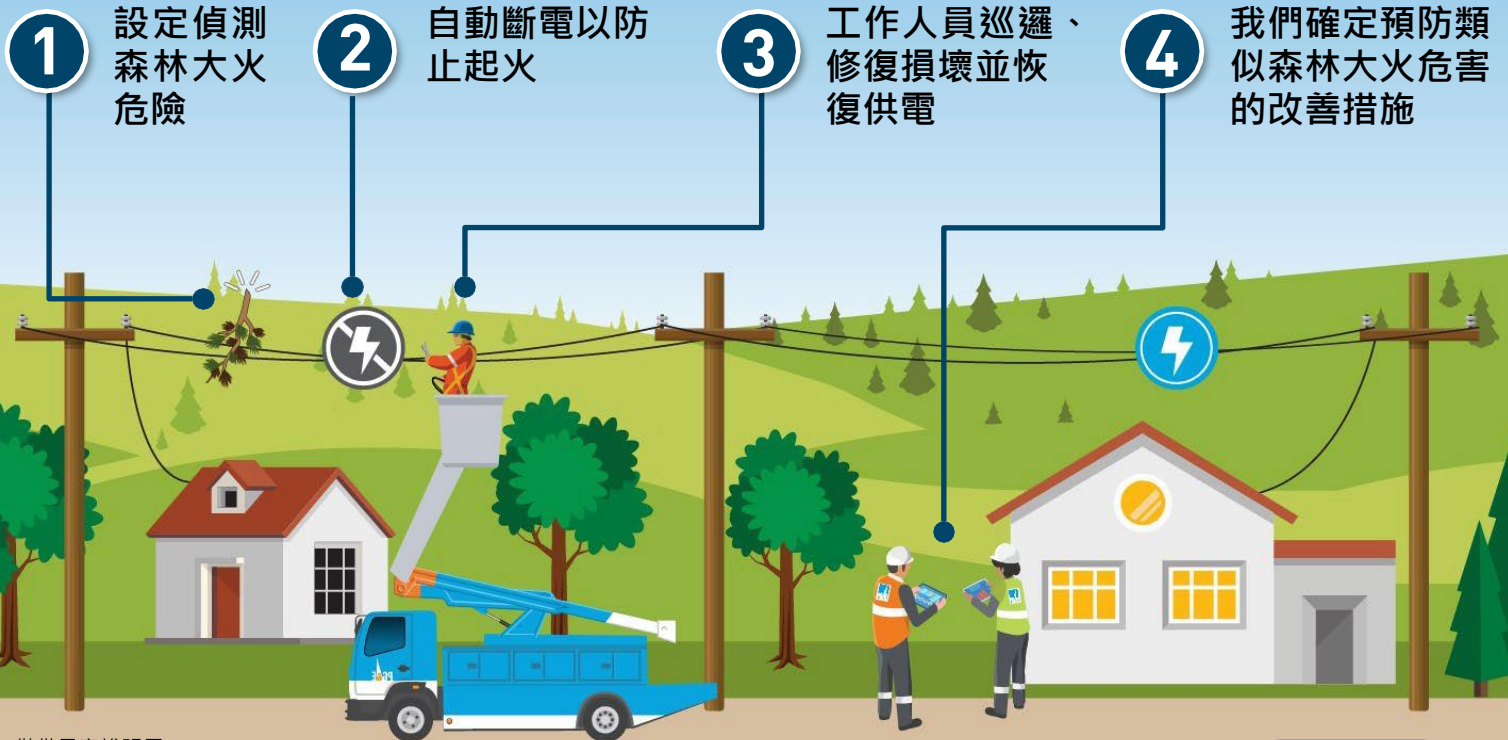 1
設定偵測
森林大火
危險
2
自動斷電以防
止起火
3
工作人員巡邏、
修復損壞並恢
復供電
4
我們確定預防類
似森林大火危害
的改善措施